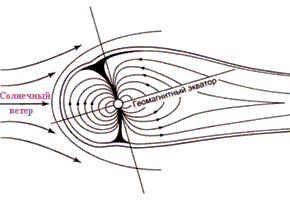 Солнечный
ветер
Геомагнитный экватор